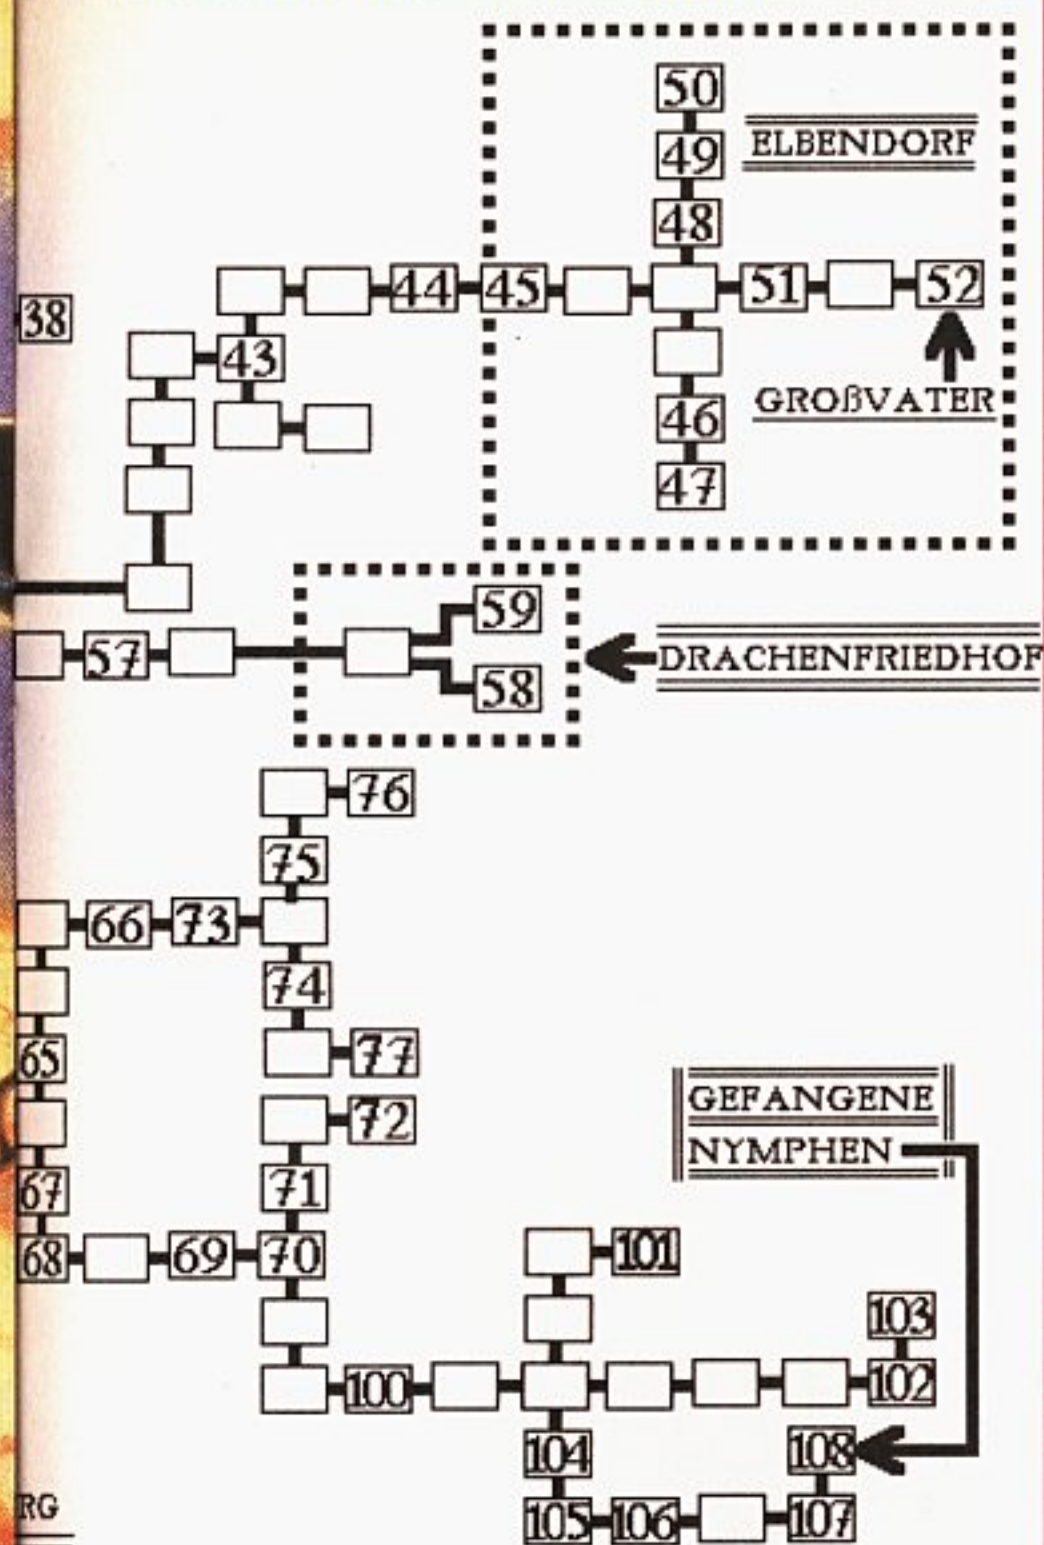 50
ELBENDORF
49
48
44 45 51 52
38
43
GROßVATER
46
47
59
57
DRACHENFRIEDHOF
58
76
75
66 73
74
65
77
GEFANGENE
72
NYMPHEN
67
71
68 69 70
101
103
100
102
104
108
RG
105 106 107